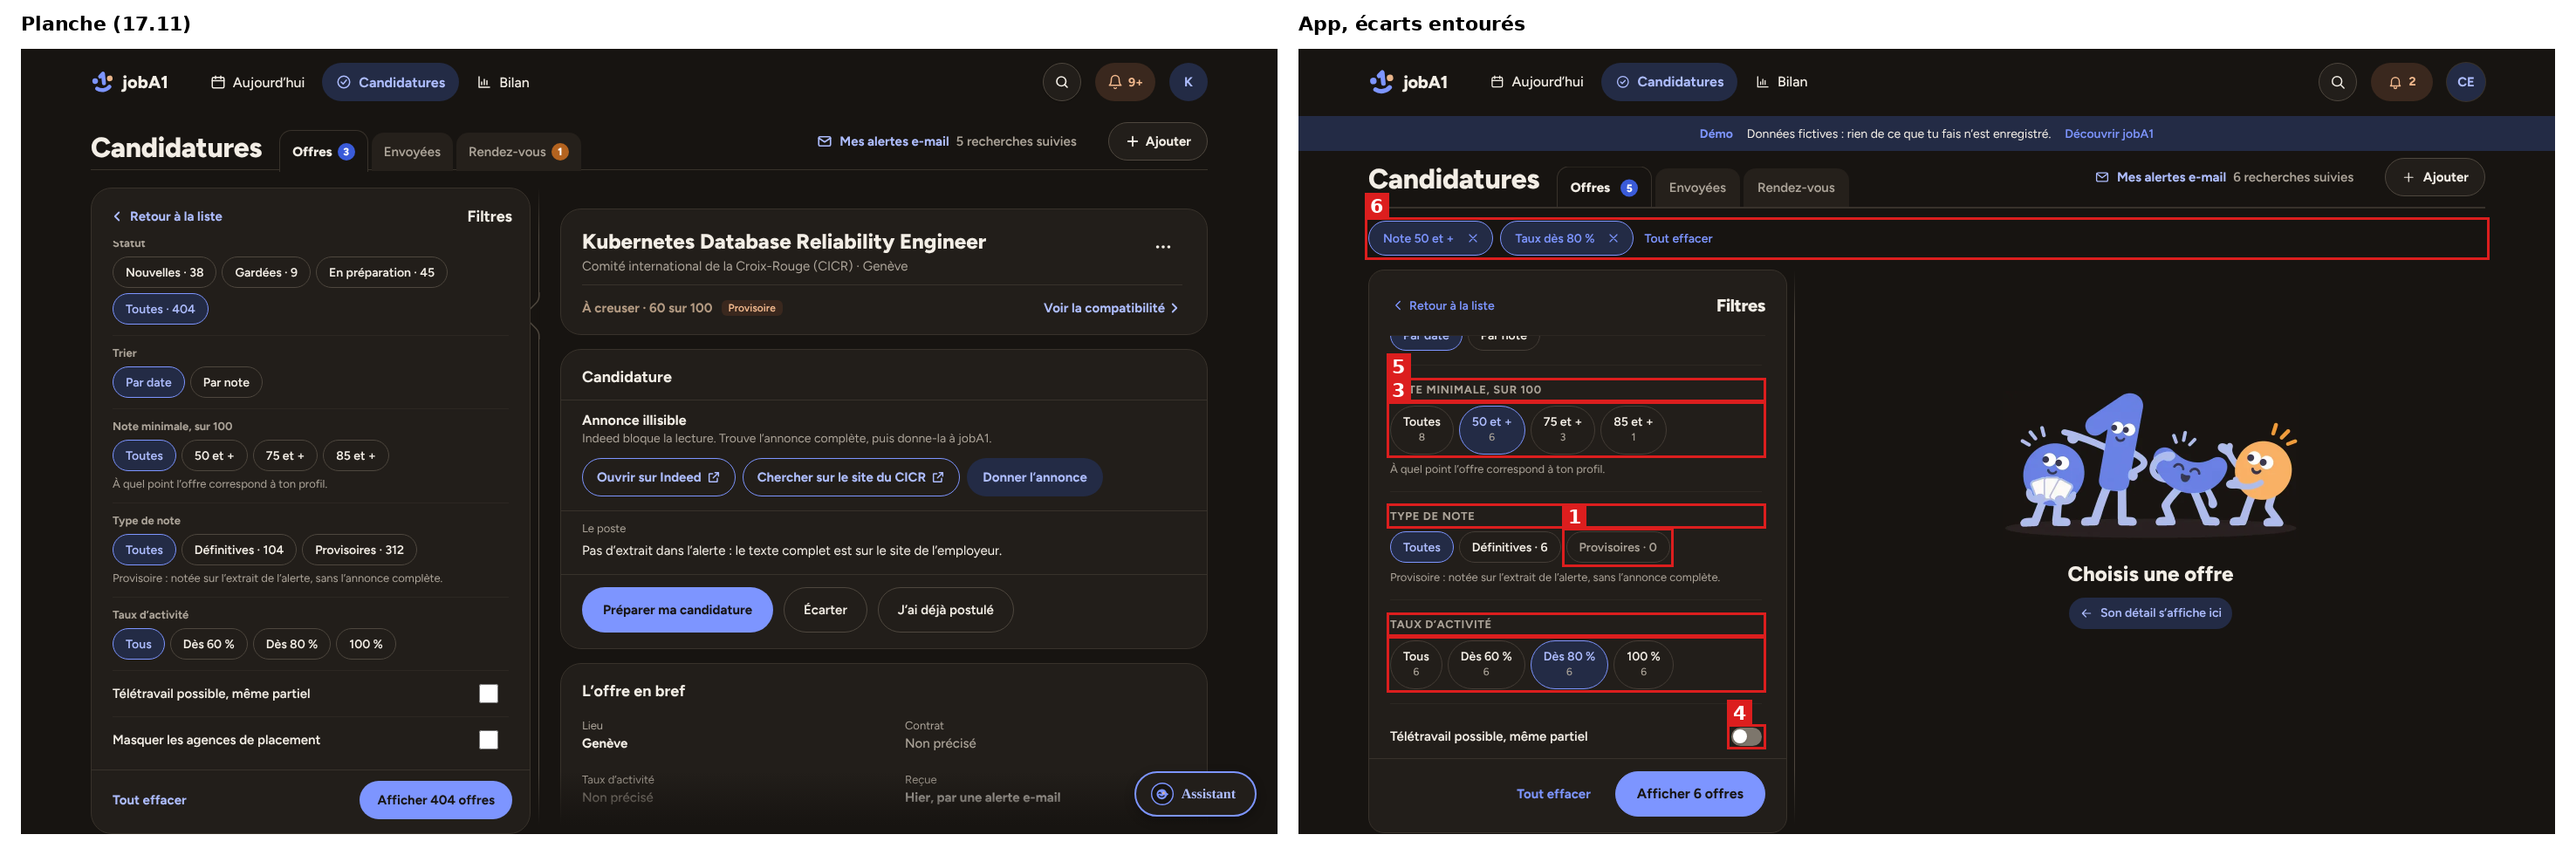 Planche (17.11)
jobA1
Aujourd’hui
Candidatures
Bilan
9+
K
Candidatures
Offres 3
Envoyées
Rendez-vous 1
Mes alertes e-mail 5 recherches suivies
+ Ajouter
Retour à la liste
Filtres
Statut
Nouvelles · 38
Gardées · 9
En préparation · 45
Toutes · 404
Trier
Par date
Par note
Note minimale, sur 100
Toutes
50 et +
75 et +
85 et +
À quel point l’offre correspond à ton profil.
Type de note
Toutes
Définitives · 104
Provisoires · 312
Provisoire : notée sur l’extrait de l’alerte, sans l’annonce complète.
Taux d’activité
Tous
Dès 60 %
Dès 80 %
100 %
Télétravail possible, même partiel
Masquer les agences de placement
Tout effacer
Afficher 404 offres
Kubernetes Database Reliability Engineer
Comité international de la Croix-Rouge (CICR) · Genève
À creuser · 60 sur 100
Provisoire
Voir la compatibilité
Candidature
Annonce illisible
Indeed bloque la lecture. Trouve l’annonce complète, puis donne-la à jobA1.
Ouvrir sur Indeed
Chercher sur le site du CICR
Donner l’annonce
Le poste
Pas d’extrait dans l’alerte : le texte complet est sur le site de l’employeur.
Préparer ma candidature
Écarter
J’ai déjà postulé
L’offre en bref
Lieu
Genève
Contrat
Non précisé
Taux d’activité
Non précisé
Reçue
Hier, par une alerte e-mail
Assistant
App, écarts entourés
jobA1
Aujourd’hui
Candidatures
Bilan
2
CE
Démo Données fictives : rien de ce que tu fais n’est enregistré. Découvrir jobA1
Candidatures
Offres 5
Envoyées
Rendez-vous
Mes alertes e-mail 6 recherches suivies
+ Ajouter
6
Note 50 et + ×
Taux dès 80 % ×
Tout effacer
Retour à la liste
Filtres
Par date
Par note
5
3
TE MINIMALE, SUR 100
Toutes
8
50 et +
6
75 et +
3
85 et +
1
À quel point l’offre correspond à ton profil.
TYPE DE NOTE
1
Toutes
Définitives · 6
Provisoires · 0
Provisoire : notée sur l’extrait de l’alerte, sans l’annonce complète.
TAUX D’ACTIVITÉ
Tous
6
Dès 60 %
6
Dès 80 %
6
100 %
6
4
Télétravail possible, même partiel
Tout effacer
Afficher 6 offres
Choisis une offre
← Son détail s’affiche ici